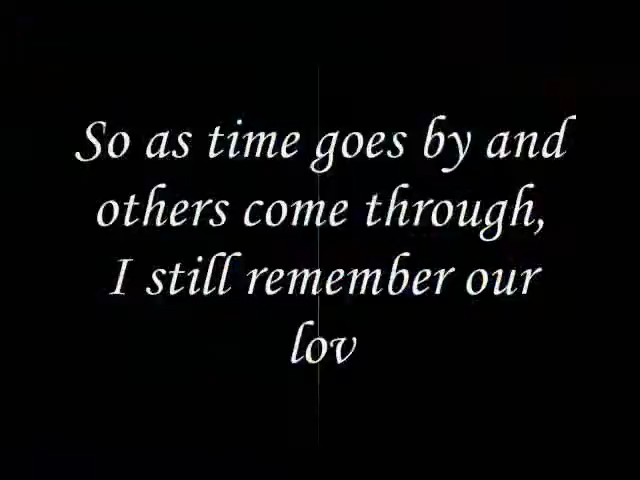 So as time goes by and
others come through,
I still remember our
lov